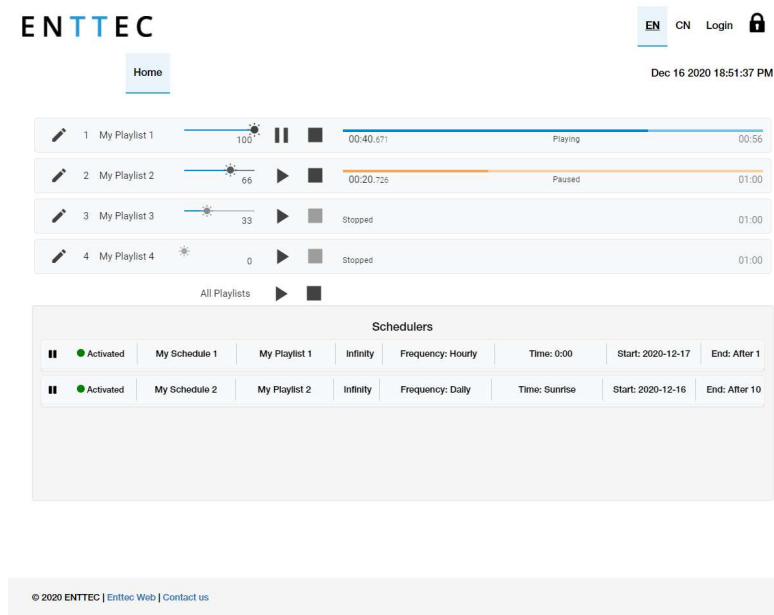 ENTTEC
EN CN Login
Home
Dec 16 2020 18:51:37 PM
1 My Playlist 1 100 00:40.671 Playing 00:56
2 My Playlist 2 66 00:20.726 Paused 01:00
3 My Playlist 3 33 Stopped 01:00
4 My Playlist 4 0 Stopped 01:00
All Playlists
Schedulers
Activated My Schedule 1 My Playlist 1 Infinity Frequency: Hourly Time: 0:00 Start: 2020-12-17 End: After 1
Activated My Schedule 2 My Playlist 2 Infinity Frequency: Daily Time: Sunrise Start: 2020-12-16 End: After 10
© 2020 ENTTEC | Enttec Web | Contact us